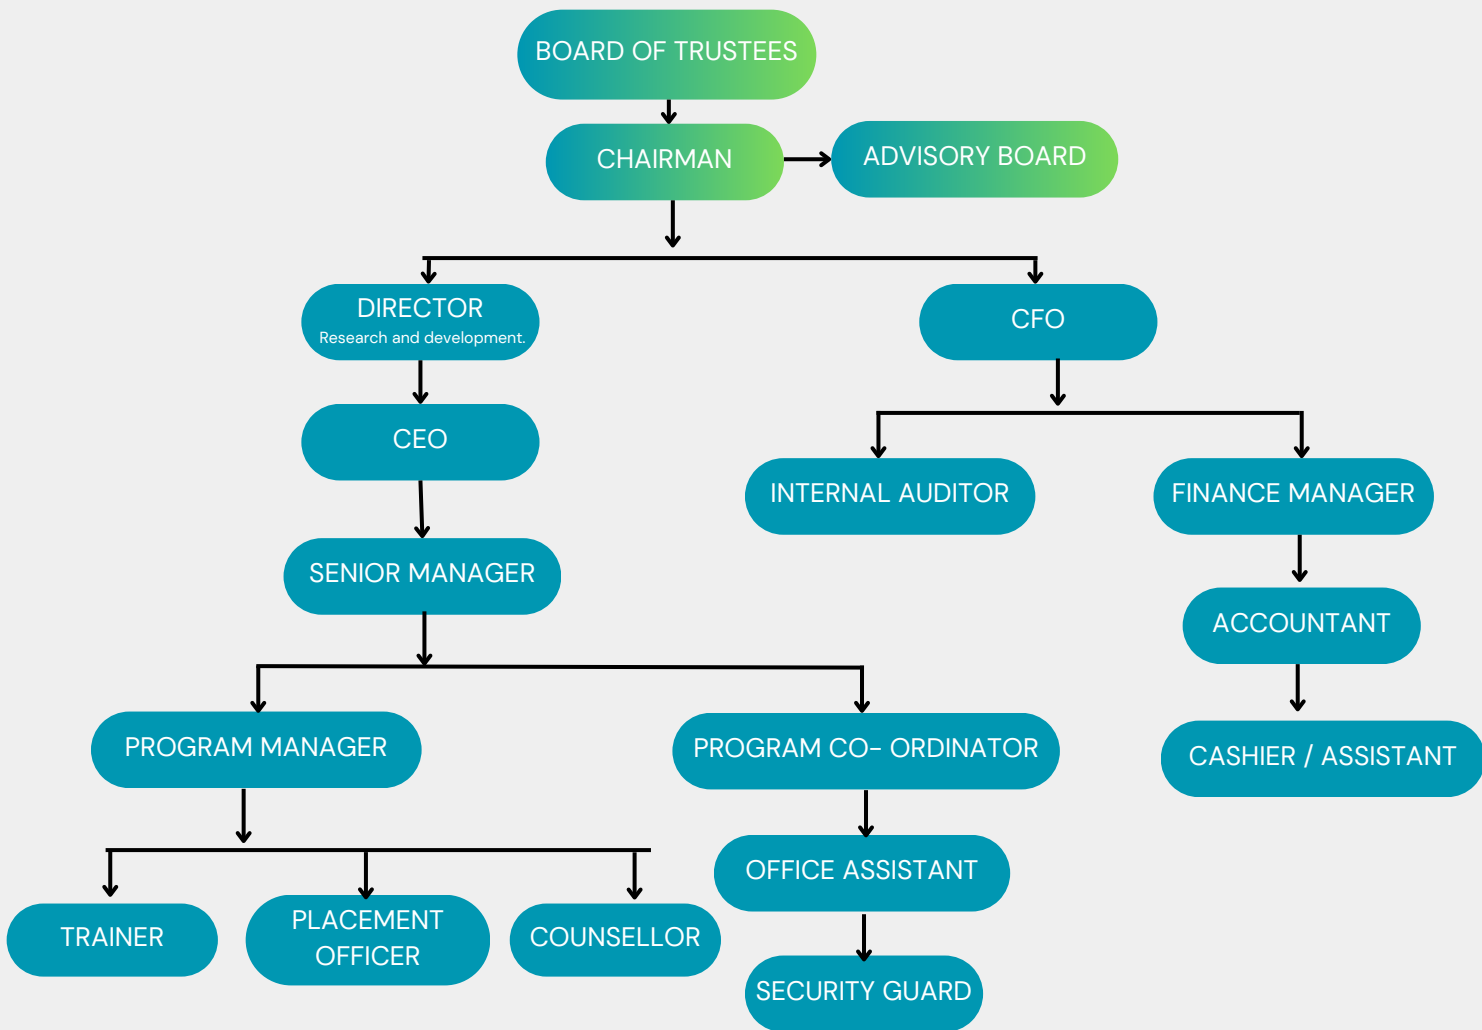 BOARD OF TRUSTEES
CHAIRMAN
ADVISORY BOARD
DIRECTOR
Research and development.
CFO
CEO
INTERNAL AUDITOR
FINANCE MANAGER
SENIOR MANAGER
ACCOUNTANT
PROGRAM MANAGER
PROGRAM CO- ORDINATOR
CASHIER / ASSISTANT
OFFICE ASSISTANT
TRAINER
PLACEMENT
OFFICER
COUNSELLOR
SECURITY GUARD